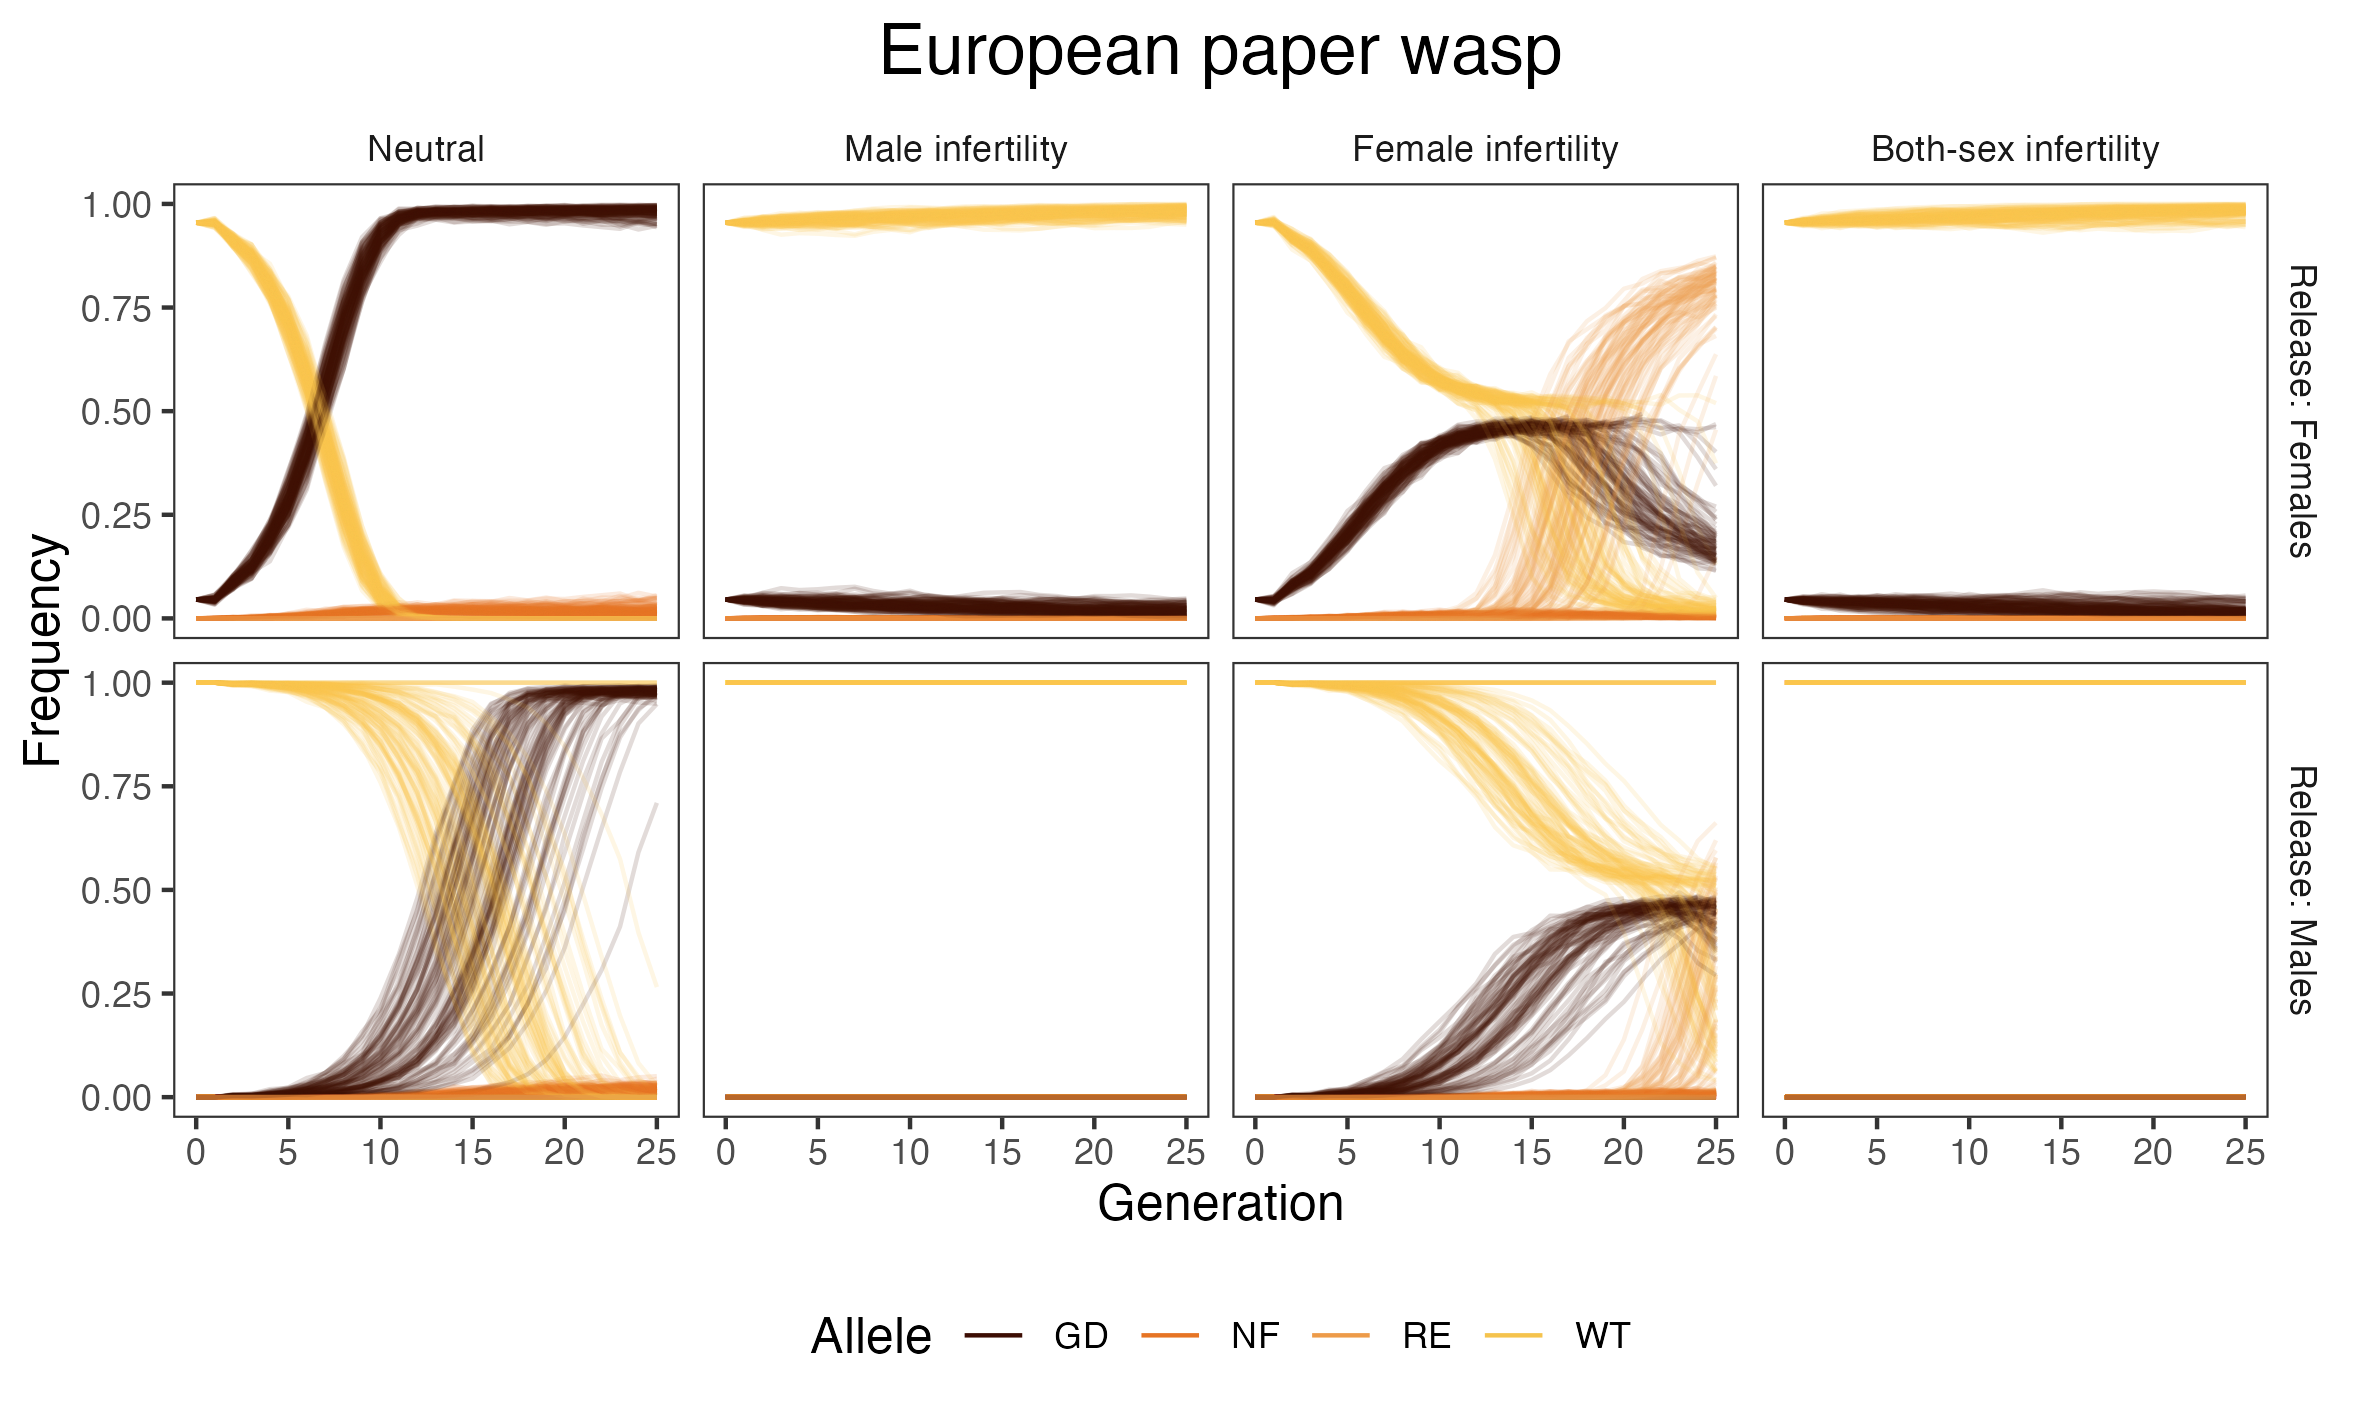 European paper wasp
Neutral
Male infertility
Female infertility
Both-sex infertility
1.00
0.75
0.50
0.25
0.00
Release: Females
Frequency
1.00
0.75
0.50
0.25
0.00
Release: Males
0 5 10 15 20 25
0 5 10 15 20 25
0 5 10 15 20 25
0 5 10 15 20 25
Generation
Allele GD NF RE WT